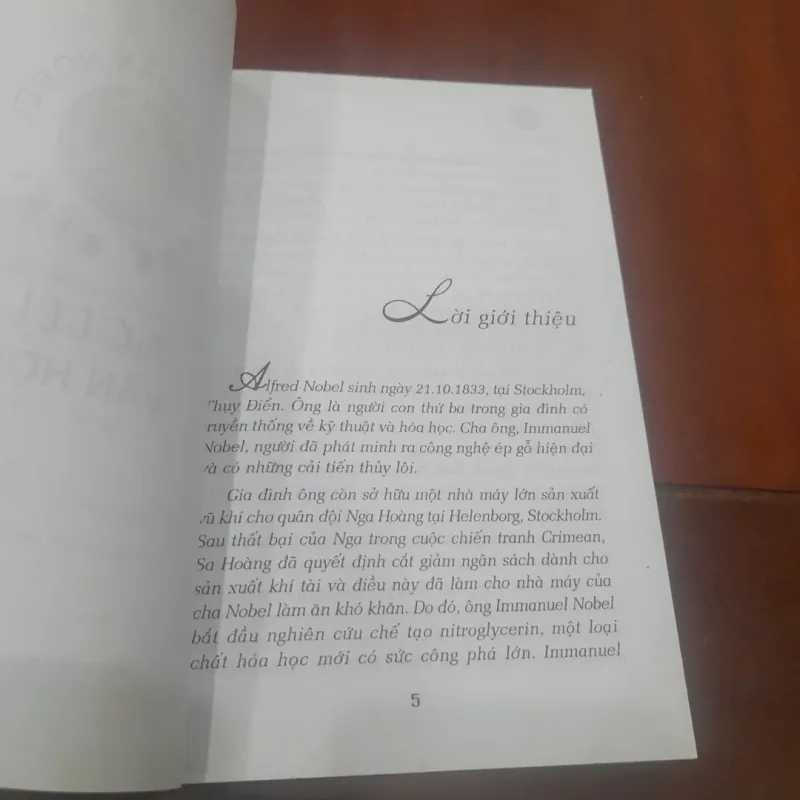 Lời giới thiệu
Alfred Nobel sinh ngày 21.10.1833, tại Stockholm,
Thụy Điển. Ông là người con thứ ba trong gia đình có
truyền thống về kỹ thuật và hóa học. Cha ông, Immanuel
Nobel, người đã phát minh ra công nghệ ép gỗ hiện đại
và có những cải tiến thủy lôi.
Gia đình ông còn sở hữu một nhà máy lớn sản xuất
vũ khí cho quân đội Nga Hoàng tại Helenborg, Stockholm.
Sau thất bại của Nga trong cuộc chiến tranh Crimean,
Sa Hoàng đã quyết định cắt giảm ngân sách dành cho
sản xuất khí tài và điều này đã làm cho nhà máy của
cha Nobel làm ăn khó khăn. Do đó, ông Immanuel Nobel
bắt đầu nghiên cứu chế tạo nitroglycerin, một loại
chất hóa học mới có sức công phá lớn. Immanuel
5